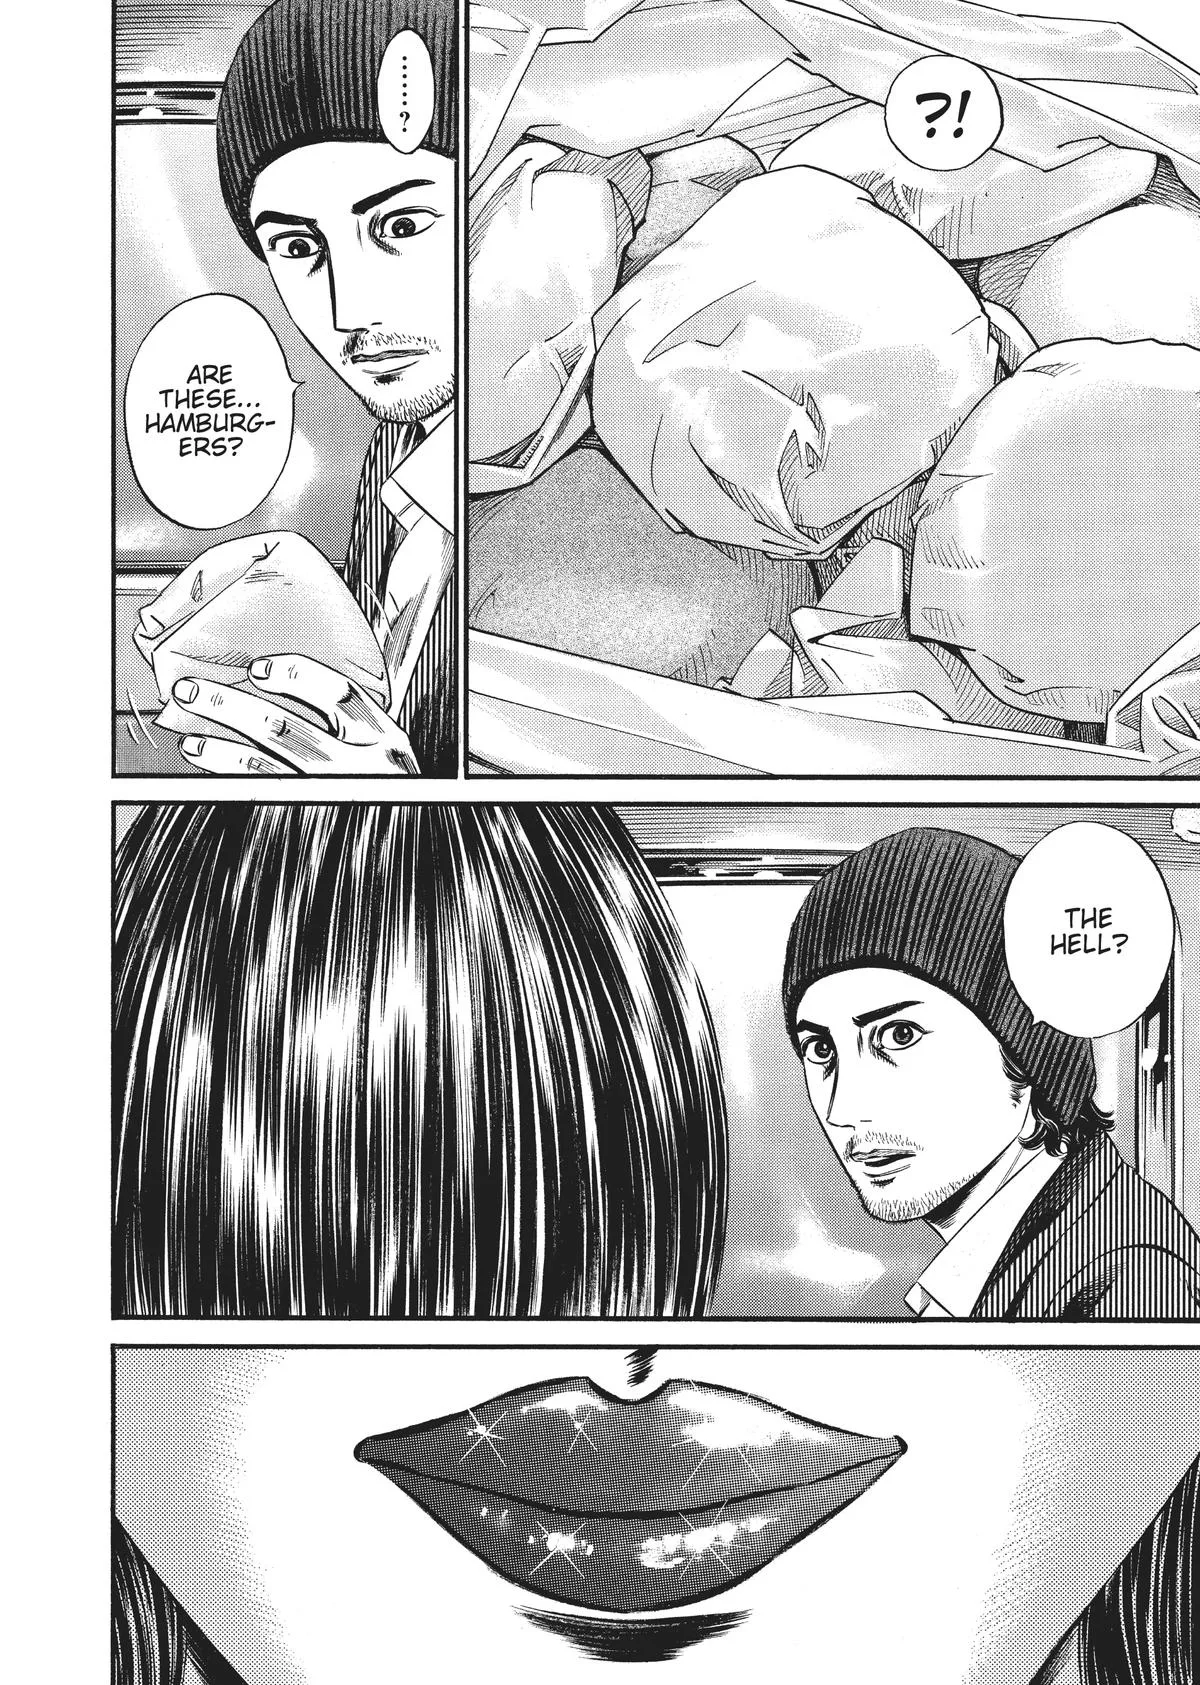 ?!
......?
ARE
THESE...
HAMBURG-
ERS?
THE
HELL?